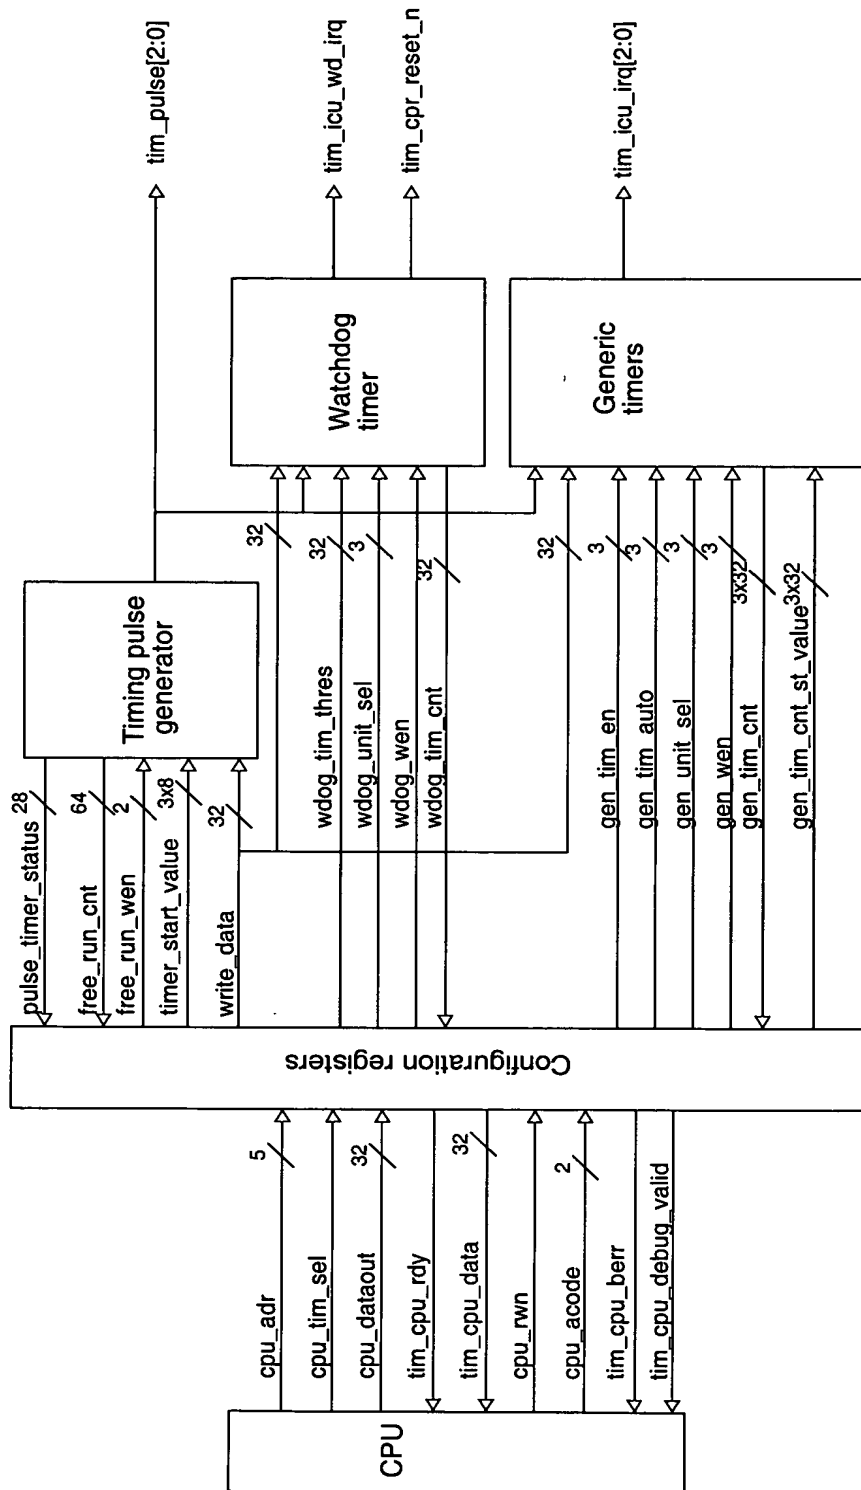 tim_pulse[2:0]
tim_icu_wd_irq
tim_cpr_reset_n
tim_icu_irq[2:0]
Watchdog
timer
Generic
timers
Timing pulse
generator
pulse_timer_status
28
free_run_cnt
64
free_run_wen
2
timer_start_value
3x8
write_data
32
32
wdog_tim_thres
32
wdog_unit_sel
3
wdog_wen
wdog_tim_cnt
32
32
gen_tim_en
3
gen_tim_auto
3
gen_unit_sel
3
gen_wen
3
gen_tim_cnt
3x32
gen_tim_cnt_st_value
3x32
Configuration registers
cpu_adr
5
cpu_tim_sel
cpu_dataout
32
tim_cpu_rdy
tim_cpu_data
32
cpu_rwn
cpu_acode
2
tim_cpu_berr
tim_cpu_debug_valid
CPU